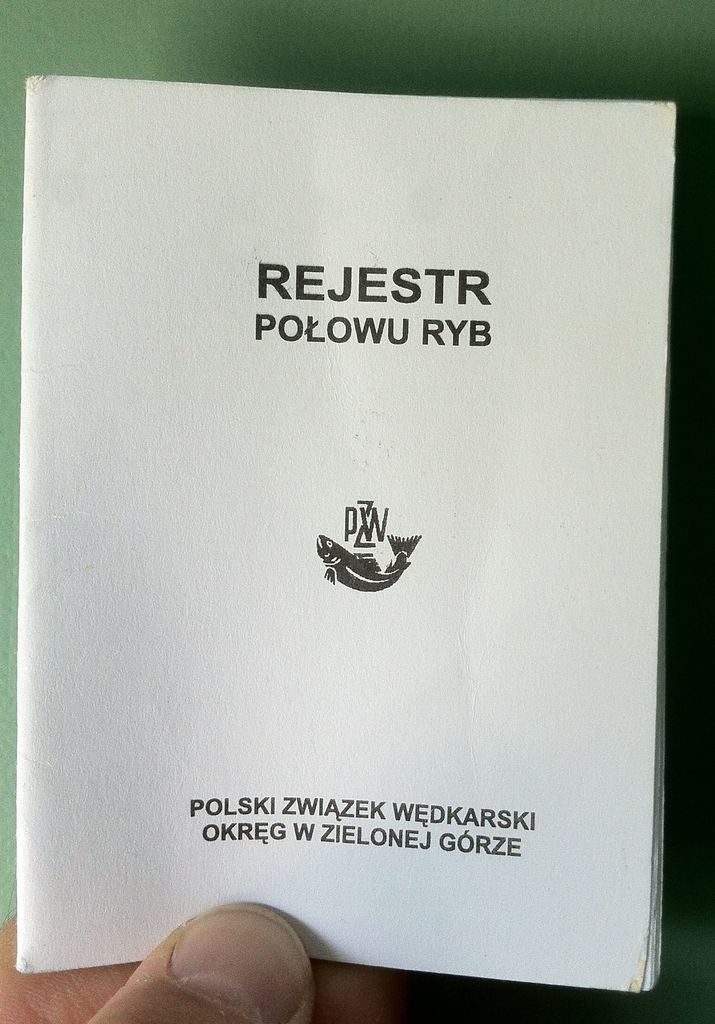 REJESTR
POŁOWU RYB
PZW
POLSKI ZWIĄZEK WĘDKARSKI
OKRĘG W ZIELONEJ GÓRZE